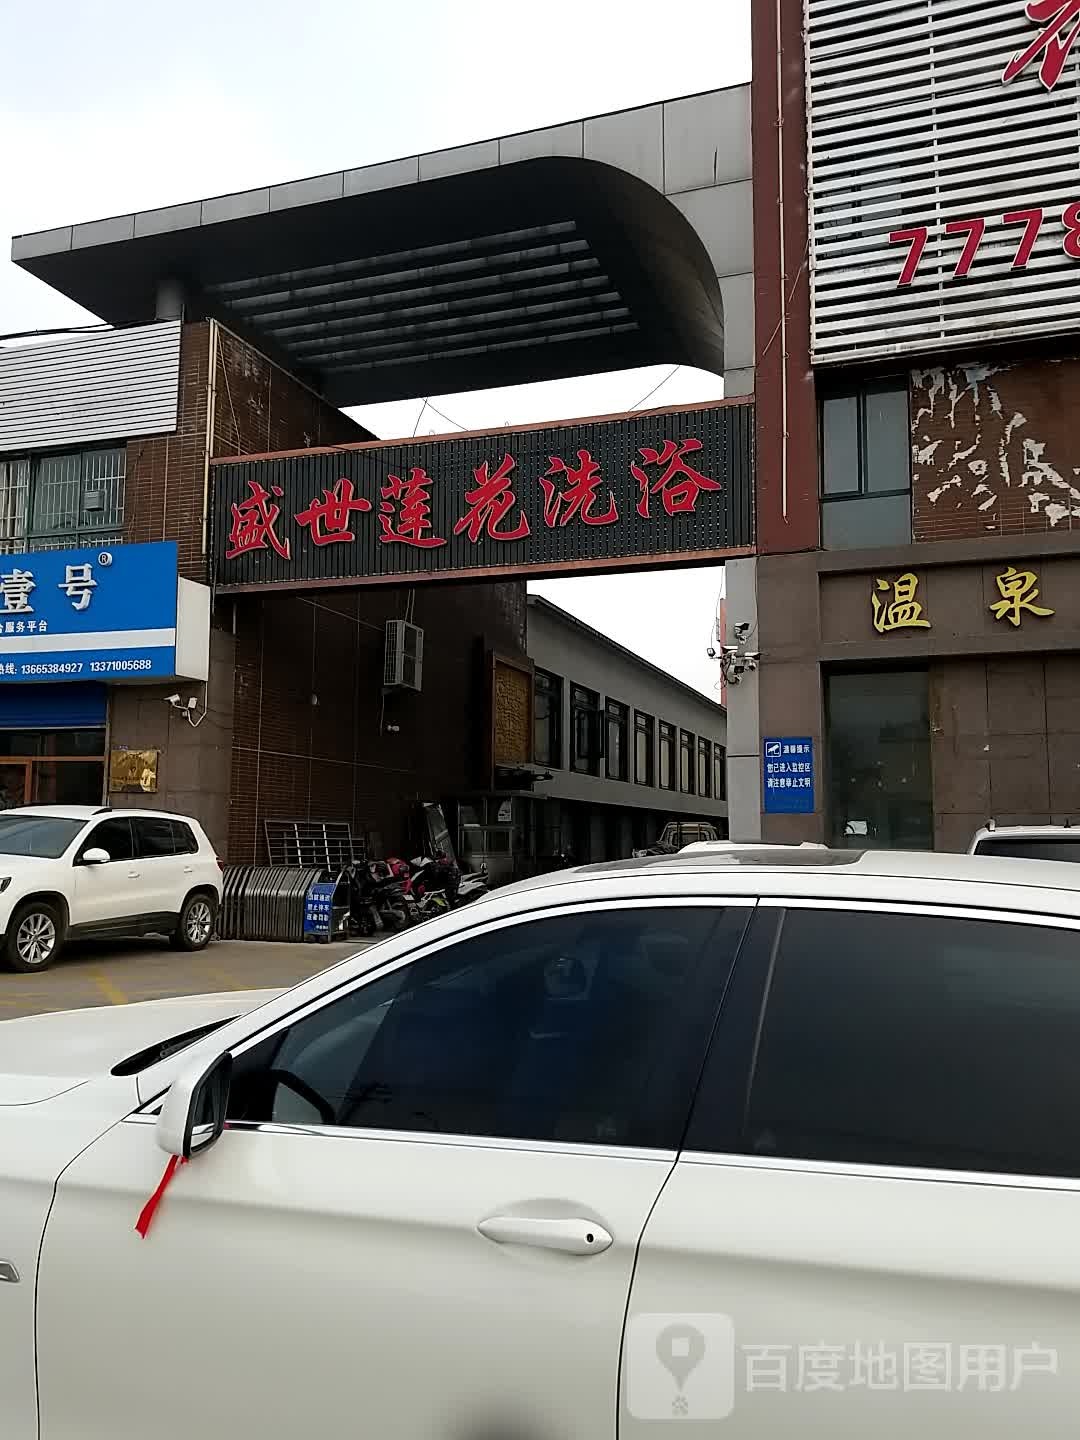 7778
盛世莲花洗浴
壹号®
服务平台
热线: 13665384927 13371005688
温泉
温馨提示
您已进入监控区
请注意举止文明
百度地图用户